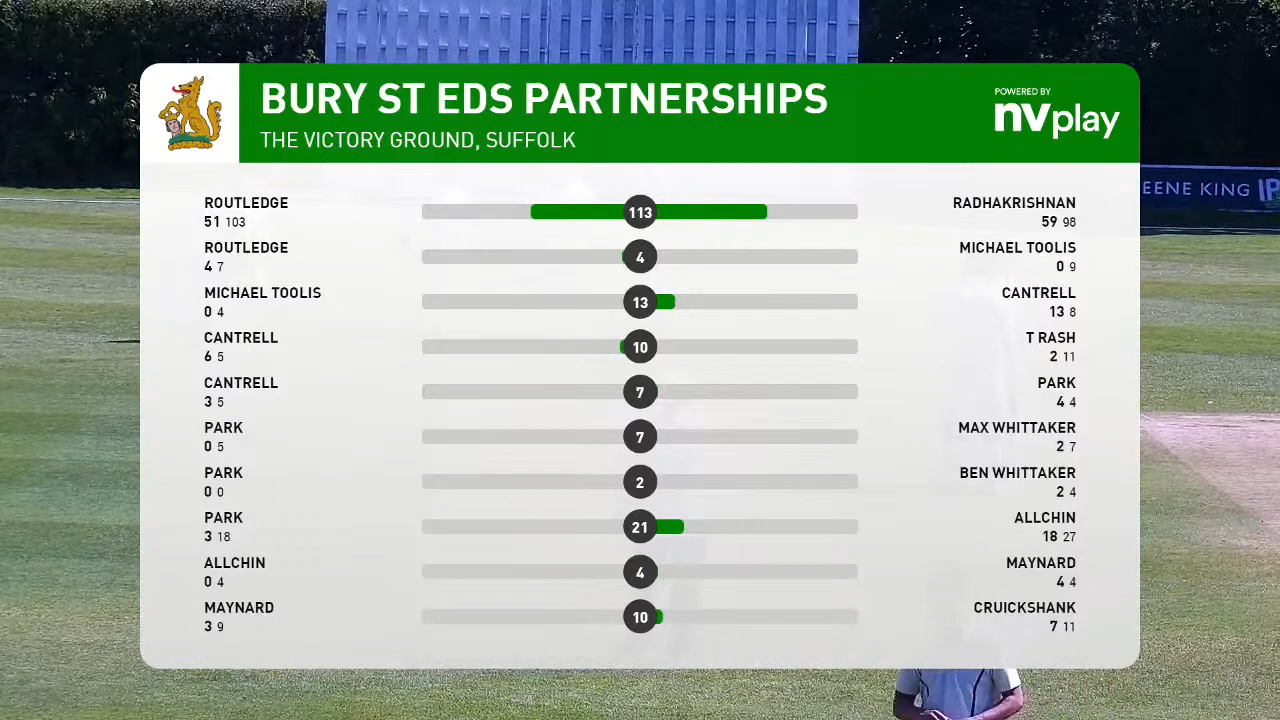 BURY ST EDS PARTNERSHIPS
THE VICTORY GROUND, SUFFOLK
POWERED BY
nvplay
EENE KING IP
ROUTLEDGE 113 RADHAKRISHNAN
51 103 59 98
ROUTLEDGE 4 MICHAEL TOOLIS
4 7 0 9
MICHAEL TOOLIS 13 CANTRELL
0 4 13 8
CANTRELL 10 T RASH
6 5 2 11
CANTRELL 7 PARK
3 5 4 4
PARK 7 MAX WHITTAKER
0 5 2 7
PARK 2 BEN WHITTAKER
0 0 2 4
PARK 21 ALLCHIN
3 18 18 27
ALLCHIN 4 MAYNARD
0 4 4 4
MAYNARD 10 CRUICKSHANK
3 9 7 11